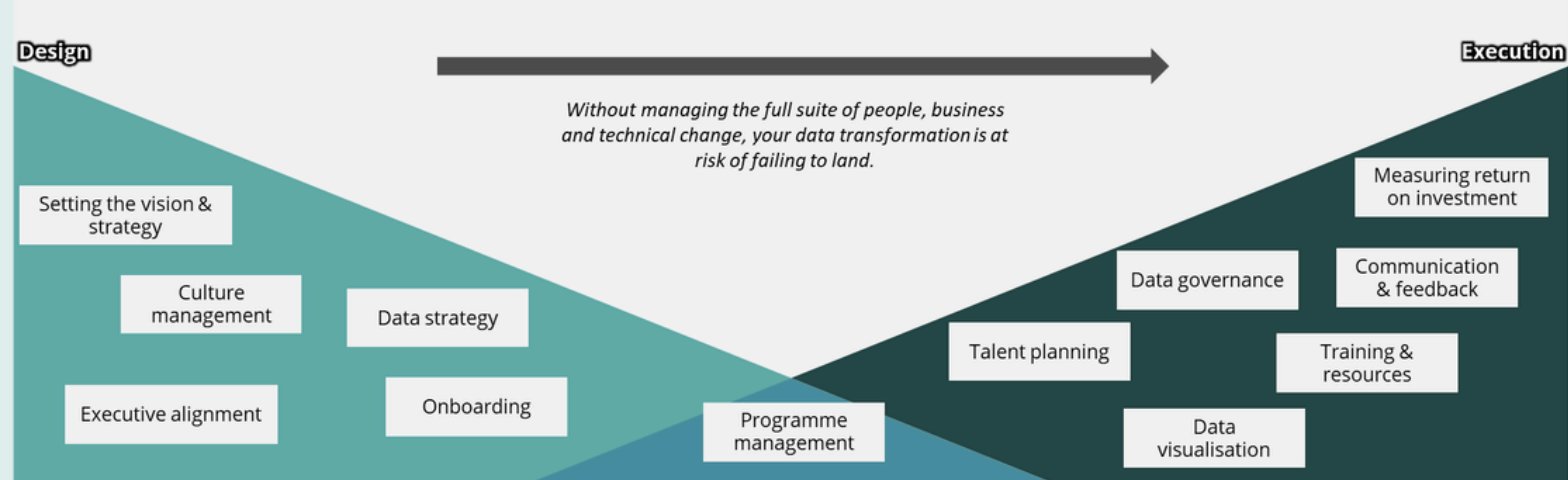 Design
Execution
Without managing the full suite of people, business
and technical change, your data transformation is at
risk of failing to land.
Setting the vision &
strategy
Culture
management
Data strategy
Executive alignment
Onboarding
Programme
management
Measuring return
on investment
Data governance
Communication
& feedback
Talent planning
Training &
resources
Data
visualisation